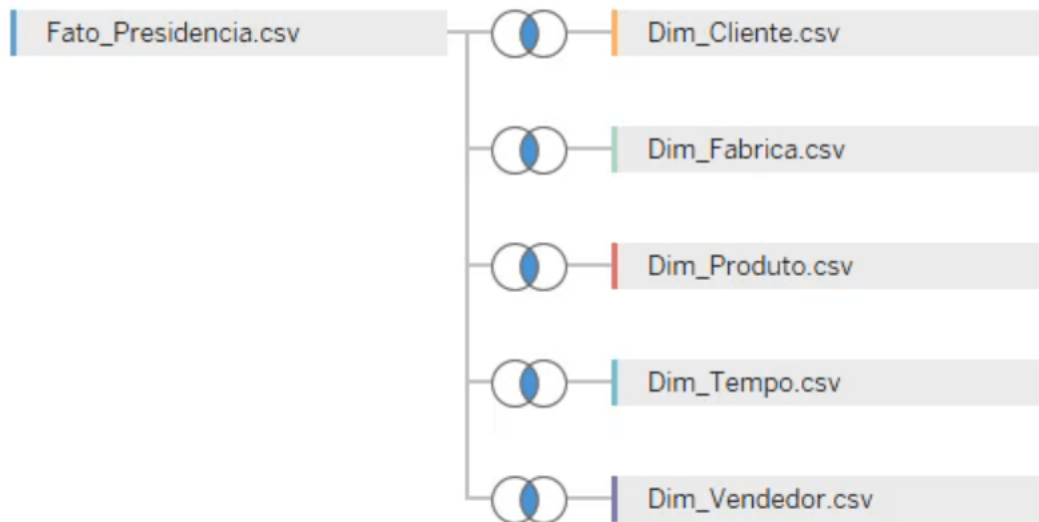 Fato_Presidencia.csv
Dim_Cliente.csv
Dim_Fabrica.csv
Dim_Produto.csv
Dim_Tempo.csv
Dim_Vendedor.csv